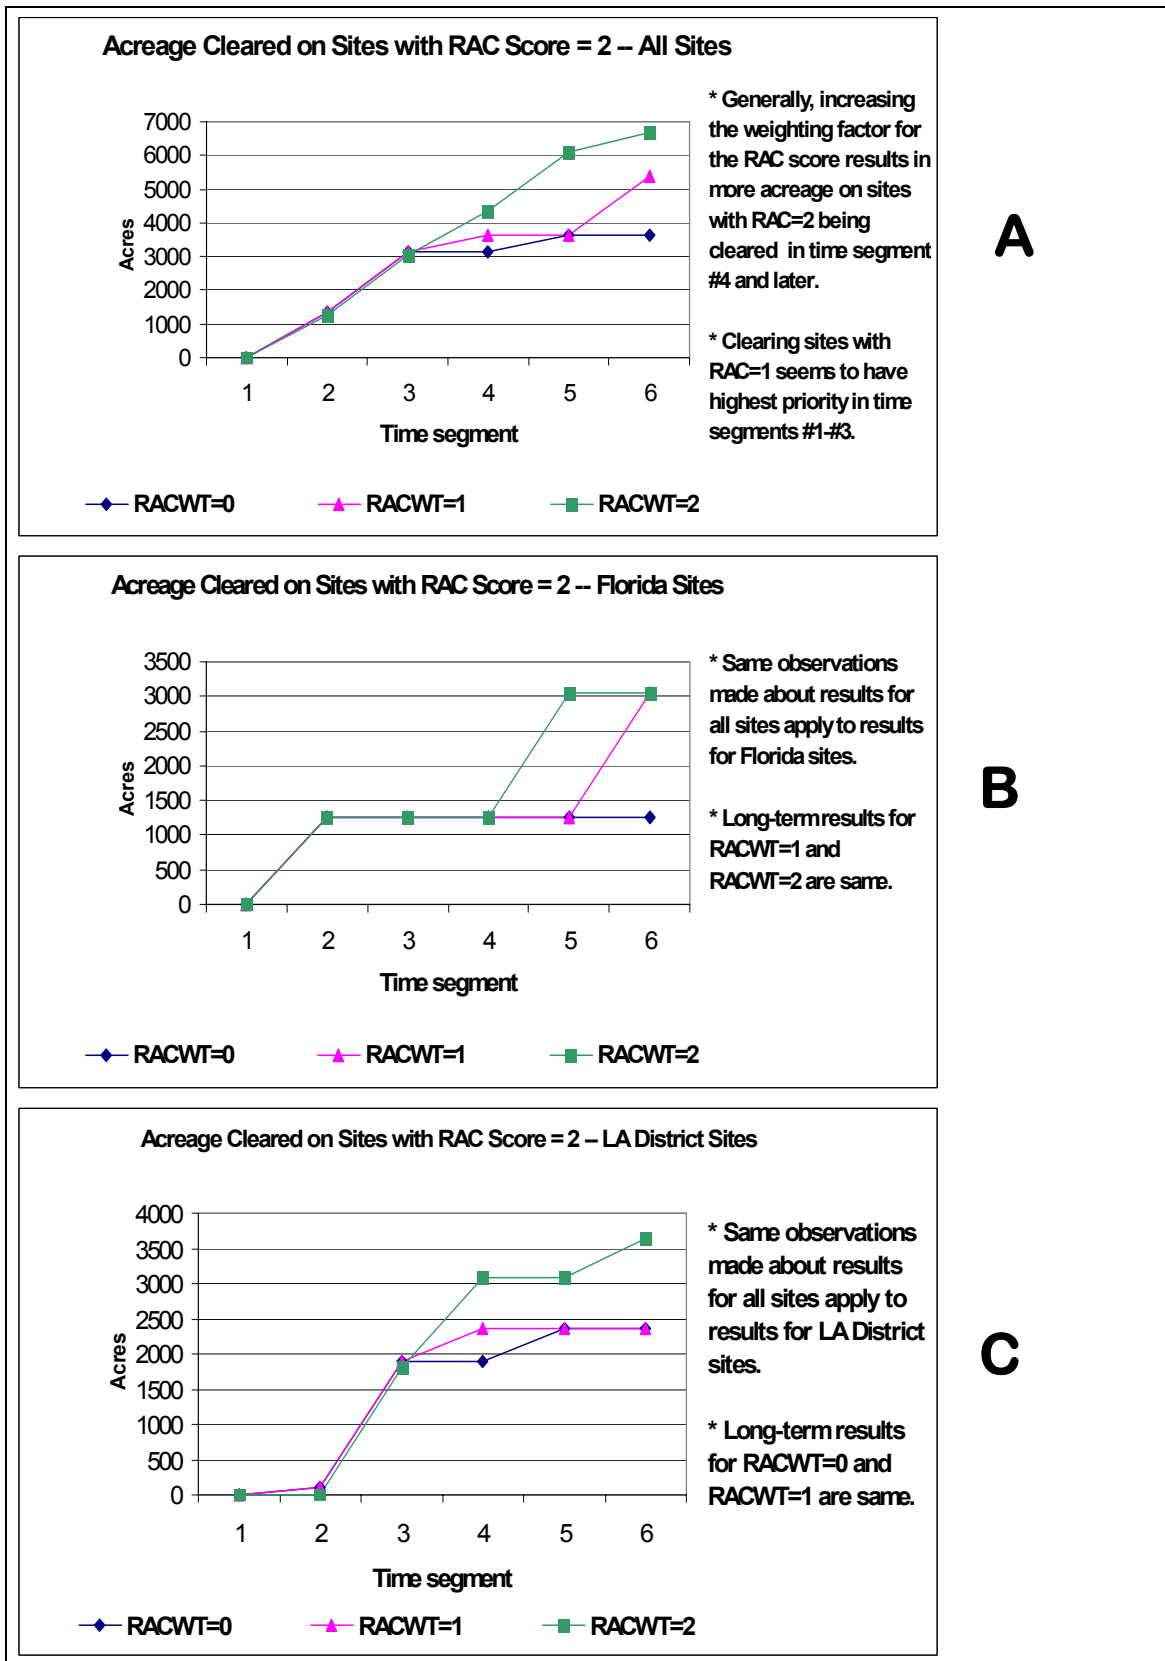 Acreage Cleared on Sites with RAC Score = 2 -- All Sites
* Generally, increasing
the weighting factor for
the RAC score results in
more acreage on sites
with RAC=2 being
cleared in time segment
#4 and later.
* Clearing sites with
RAC=1 seems to have
highest priority in time
segments #1-#3.
Acres
7000
6000
5000
4000
3000
2000
1000
0
1 2 3 4 5 6
Time segment
RACWT=0 RACWT=1 RACWT=2
A
Acreage Cleared on Sites with RAC Score = 2 -- Florida Sites
* Same observations
made about results for
all sites apply to results
for Florida sites.
* Long-term results for
RACWT=1 and
RACWT=2 are same.
Acres
3500
3000
2500
2000
1500
1000
500
0
1 2 3 4 5 6
Time segment
RACWT=0 RACWT=1 RACWT=2
B
Acreage Cleared on Sites with RAC Score = 2 -- LA District Sites
* Same observations
made about results
for all sites apply to
results for LA District
sites.
* Long-term results
for RACWT=0 and
RACWT=1 are same.
Acres
4000
3500
3000
2500
2000
1500
1000
500
0
1 2 3 4 5 6
Time segment
RACWT=0 RACWT=1 RACWT=2
C